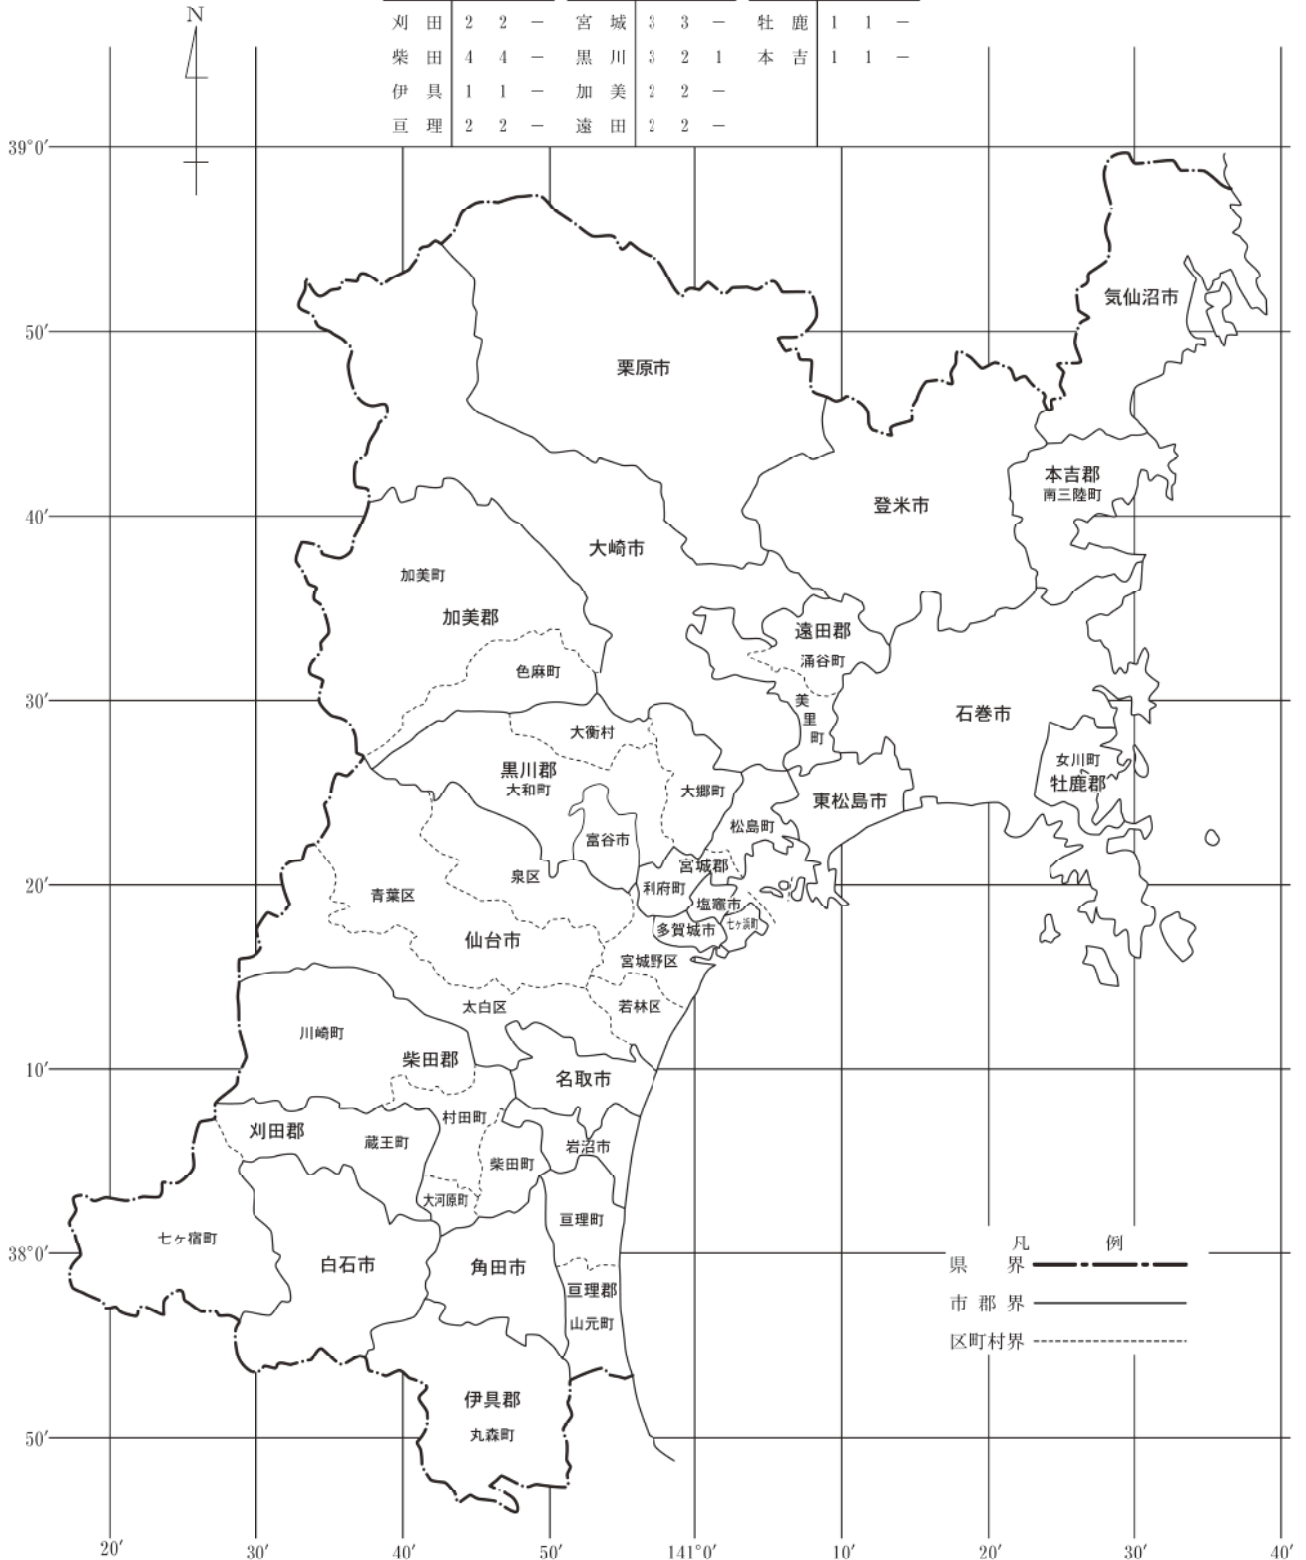 刈田 2 2 － 宮城 3 3 － 牡鹿 1 1 －
柴田 4 4 － 黒川 3 2 1 本吉 1 1 －
伊具 1 1 － 加美 2 2 －
亘理 2 2 － 遠田 2 2 －
N
39°0′
50′
40′
30′
20′
10′
38°0′
50′
気仙沼市
栗原市
本吉郡
南三陸町
登米市
大崎市
加美町
加美郡
遠田郡
涌谷町
色麻町
美里町
石巻市
大衡村
女川町
牡鹿郡
黒川郡
大和町
大郷町
東松島市
松島町
富谷市
宮城郡
泉区
利府町
青葉区
塩竈市
七ヶ浜町
多賀城市
仙台市
宮城野区
太白区
若林区
川崎町
柴田郡
名取市
村田町
刈田郡
蔵王町
岩沼市
柴田町
大河原町
亘理町
七ヶ宿町
白石市
角田市
亘理郡
山元町
伊具郡
丸森町
凡例
県界
市郡界
区町村界
20′ 30′ 40′ 50′ 141°0′ 10′ 20′ 30′ 40′